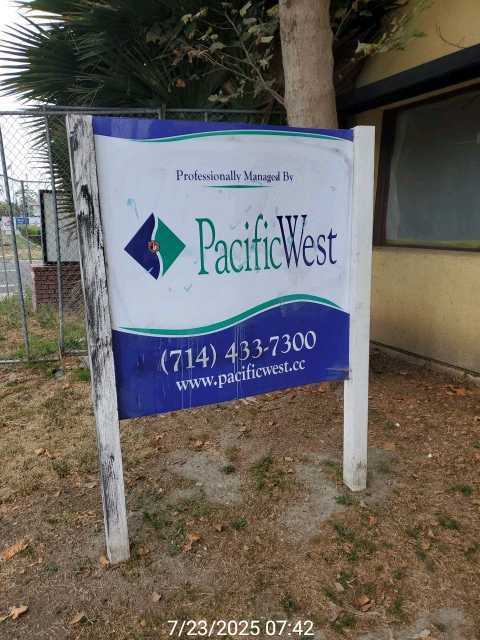 Professionally Managed By
PacificWest
(714) 433-7300
www.pacificwest.cc
7/23/2025 07:42